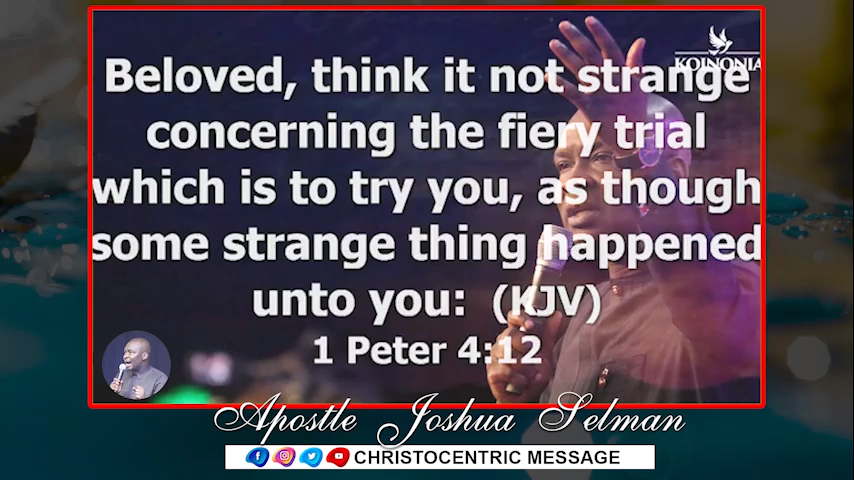 KOINONIA
Beloved, think it not strange
concerning the fiery trial
which is to try you, as though
some strange thing happened
unto you: (KJV)
1 Peter 4:12
Apostle Joshua Selman
CHRISTOCENTRIC MESSAGE